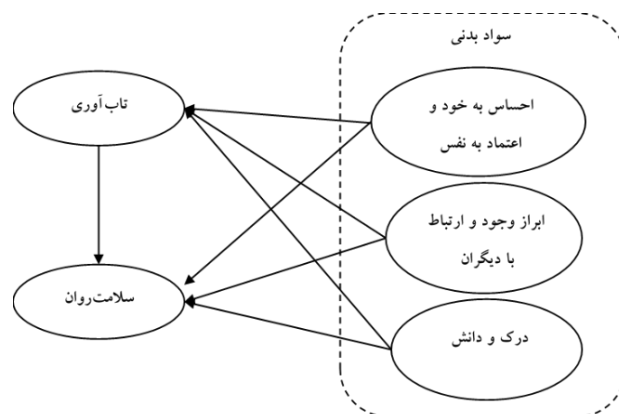 سواد بدنی
احساس به خود و
اعتماد به نفس
تاب آوری
ابراز وجود و ارتباط
با دیگران
سلامت‌روان
درک و دانش